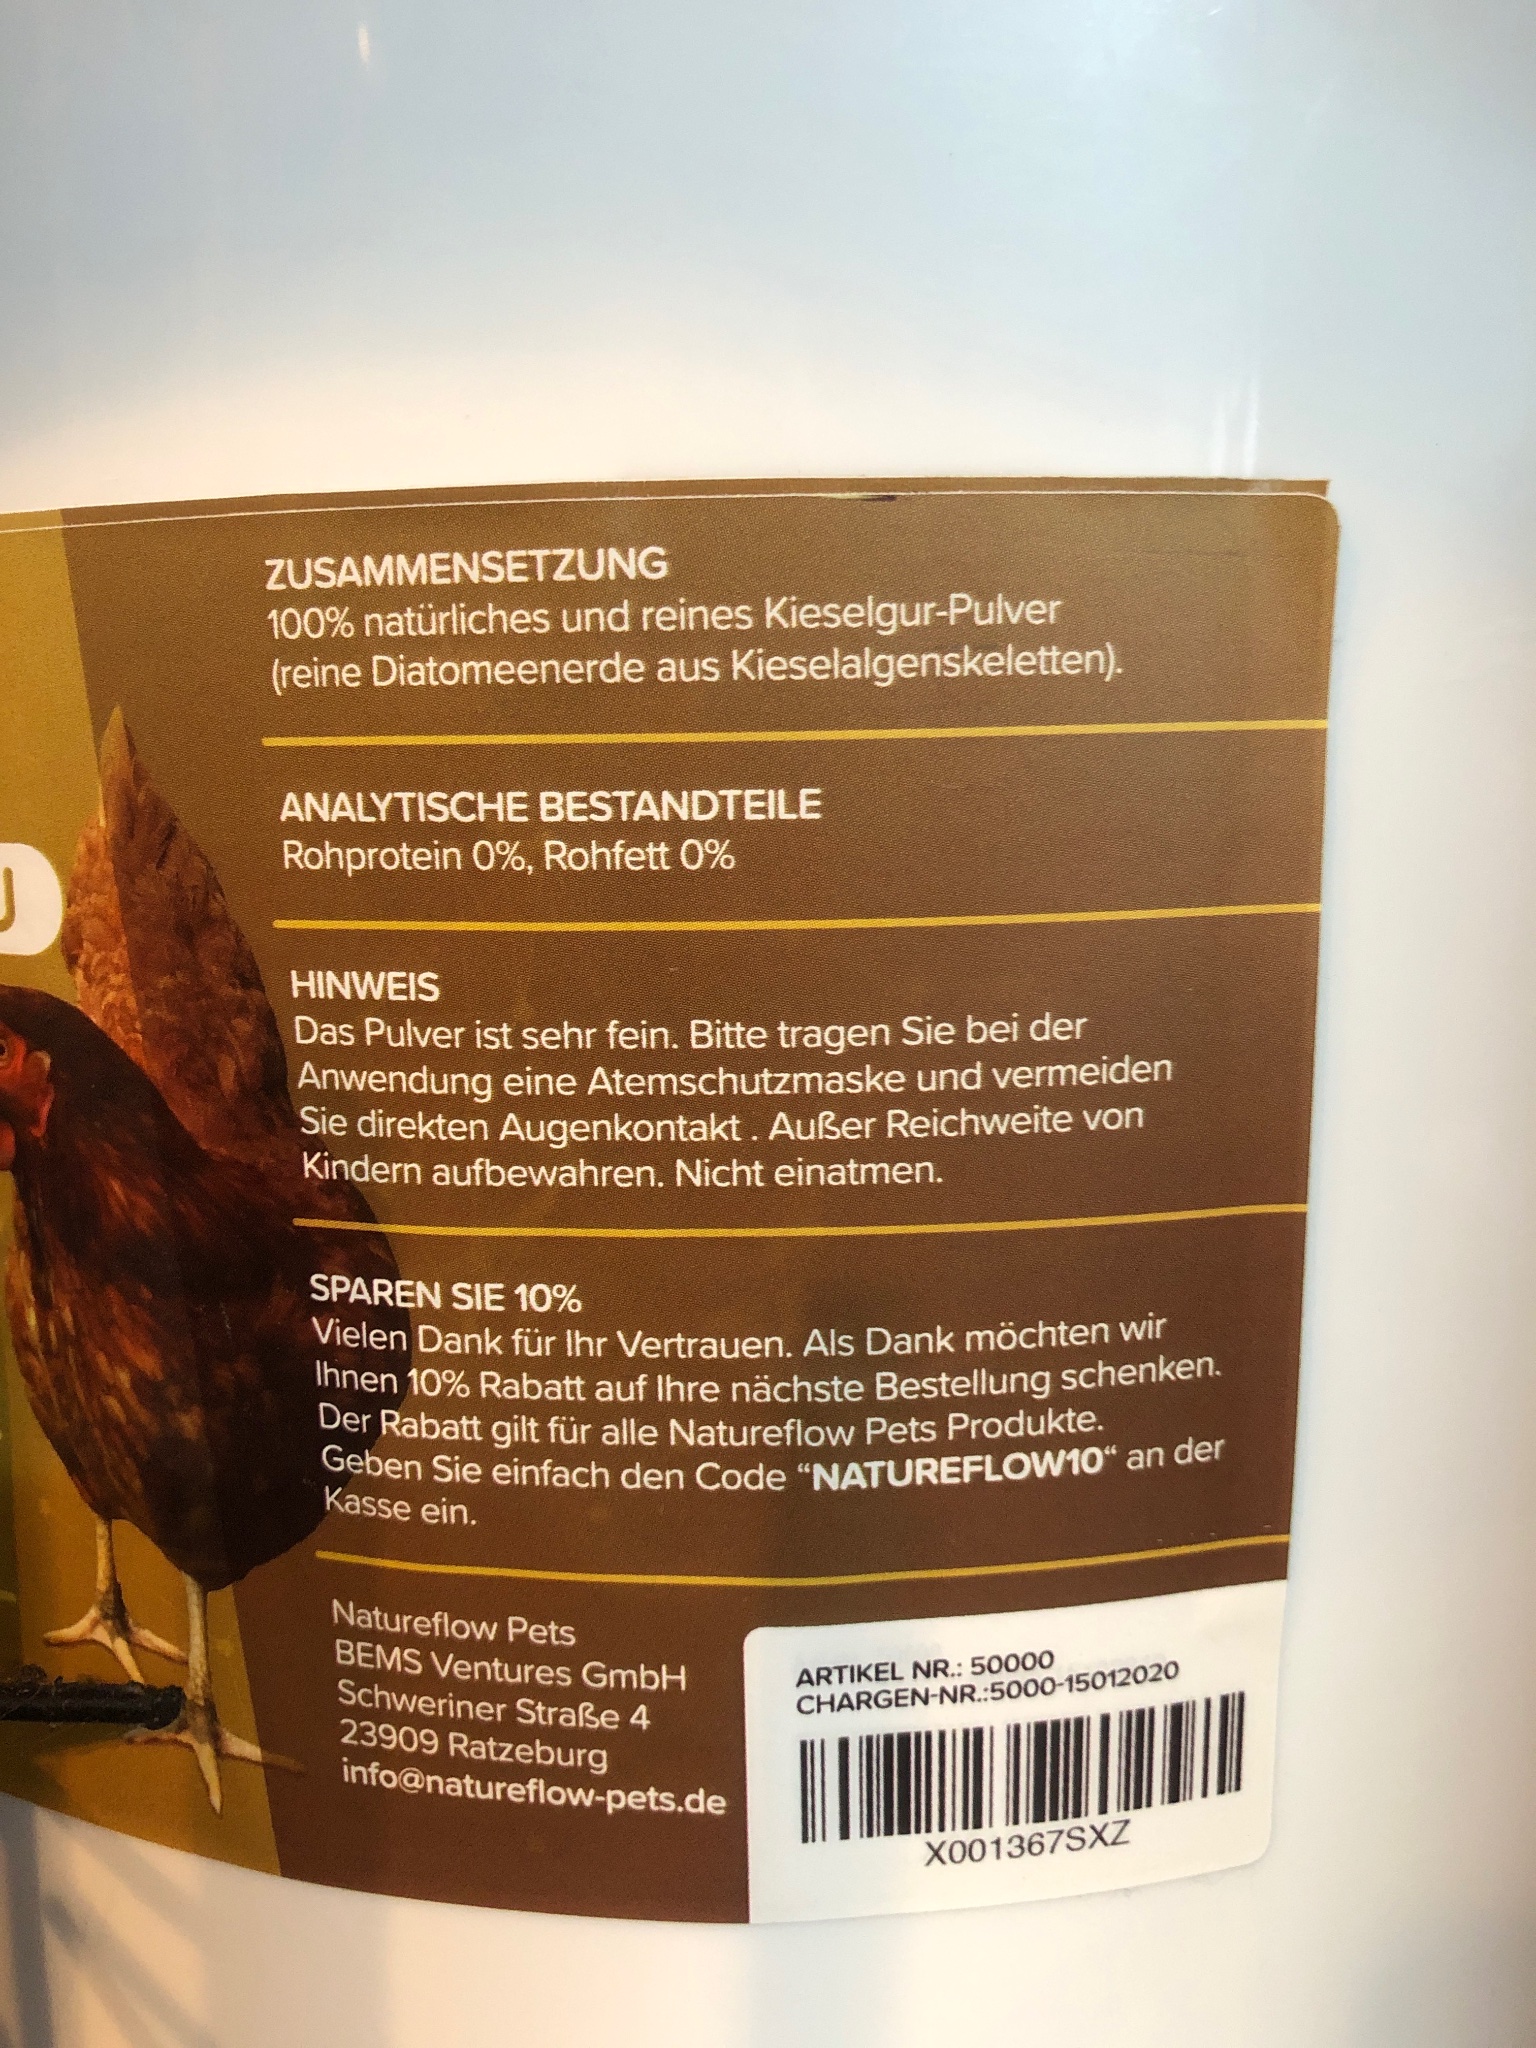 ZUSAMMENSETZUNG
100% natürliches und reines Kieselgur-Pulver
(reine Diatomeenerde aus Kieselalgenskeletten).
ANALYTISCHE BESTANDTEILE
Rohprotein 0%, Rohfett 0%
HINWEIS
Das Pulver ist sehr fein. Bitte tragen Sie bei der
Anwendung eine Atemschutzmaske und vermeiden
Sie direkten Augenkontakt . Außer Reichweite von
Kindern aufbewahren. Nicht einatmen.
SPAREN SIE 10%
Vielen Dank für Ihr Vertrauen. Als Dank möchten wir
Ihnen 10% Rabatt auf Ihre nächste Bestellung schenken.
Der Rabatt gilt für alle Natureflow Pets Produkte.
Geben Sie einfach den Code “NATUREFLOW10“ an der
Kasse ein.
Natureflow Pets
BEMS Ventures GmbH
Schweriner Straße 4
23909 Ratzeburg
info@natureflow-pets.de
ARTIKEL NR.: 50000
CHARGEN-NR.:5000-15012020
X001367SXZ